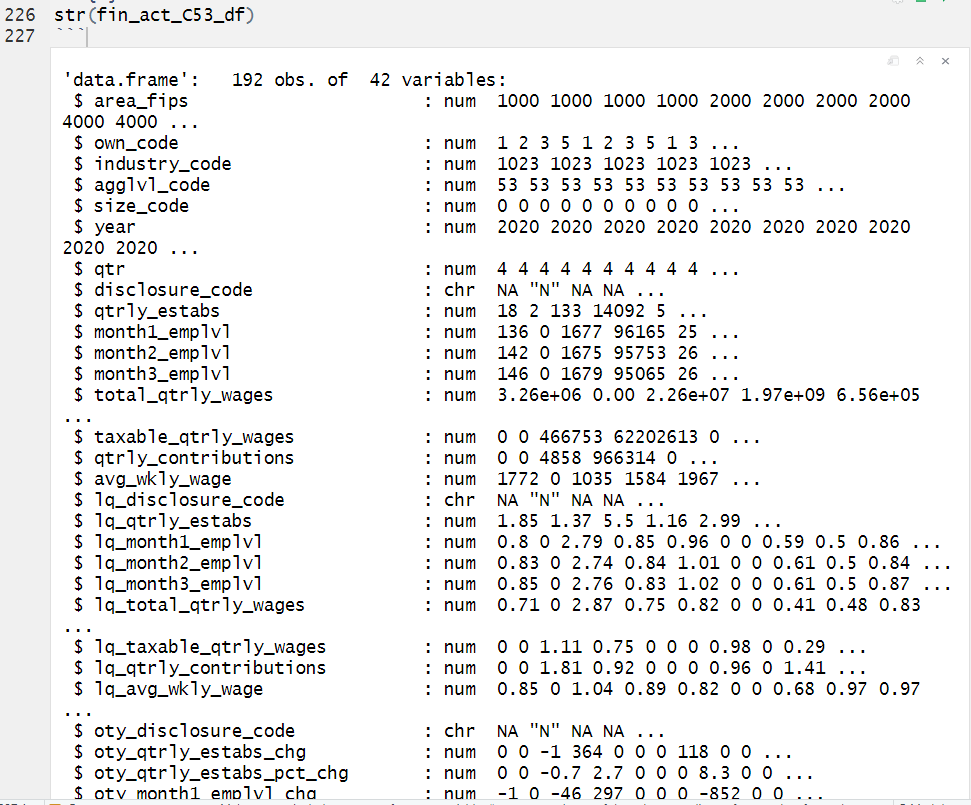 226 str(fin_act_C53_df)
227 ```
'data.frame':   192 obs. of  42 variables:
 $ area_fips                       : num  1000 1000 1000 1000 2000 2000 2000 2000
4000 4000 ...
 $ own_code                        : num  1 2 3 5 1 2 3 5 1 3 ...
 $ industry_code                   : num  1023 1023 1023 1023 1023 ...
 $ agglvl_code                     : num  53 53 53 53 53 53 53 53 53 53 ...
 $ size_code                       : num  0 0 0 0 0 0 0 0 0 0 ...
 $ year                            : num  2020 2020 2020 2020 2020 2020 2020 2020
2020 2020 ...
 $ qtr                             : num  4 4 4 4 4 4 4 4 4 4 ...
 $ disclosure_code                 : chr  NA "N" NA NA ...
 $ qtrly_estabs                    : num  18 2 133 14092 5 ...
 $ month1_emplvl                   : num  136 0 1677 96165 25 ...
 $ month2_emplvl                   : num  142 0 1675 95753 26 ...
 $ month3_emplvl                   : num  146 0 1679 95065 26 ...
 $ total_qtrly_wages               : num  3.26e+06 0.00 2.26e+07 1.97e+09 6.56e+05
...
 $ taxable_qtrly_wages             : num  0 0 466753 62202613 0 ...
 $ qtrly_contributions             : num  0 0 4858 966314 0 ...
 $ avg_wkly_wage                   : num  1772 0 1035 1584 1967 ...
 $ lq_disclosure_code              : chr  NA "N" NA NA ...
 $ lq_qtrly_estabs                 : num  1.85 1.37 5.5 1.16 2.99 ...
 $ lq_month1_emplvl                : num  0.8 0 2.79 0.85 0.96 0 0 0.59 0.5 0.86 ...
 $ lq_month2_emplvl                : num  0.83 0 2.74 0.84 1.01 0 0 0.61 0.5 0.84 ...
 $ lq_month3_emplvl                : num  0.85 0 2.76 0.83 1.02 0 0 0.61 0.5 0.87 ...
 $ lq_total_qtrly_wages            : num  0.71 0 2.87 0.75 0.82 0 0 0.41 0.48 0.83
...
 $ lq_taxable_qtrly_wages          : num  0 0 1.11 0.75 0 0 0 0.98 0 0.29 ...
 $ lq_qtrly_contributions          : num  0 0 1.81 0.92 0 0 0 0.96 0 1.41 ...
 $ lq_avg_wkly_wage                : num  0.85 0 1.04 0.89 0.82 0 0 0.68 0.97 0.97
...
 $ oty_disclosure_code             : chr  NA "N" NA NA ...
 $ oty_qtrly_estabs_chg            : num  0 0 -1 364 0 0 0 118 0 0 ...
 $ oty_qtrly_estabs_pct_chg        : num  0 0 -0.7 2.7 0 0 0 8.3 0 0 ...
 $ oty_month1_emplvl_chg           : num  -1 0 -46 297 0 0 0 -852 0 0 ...